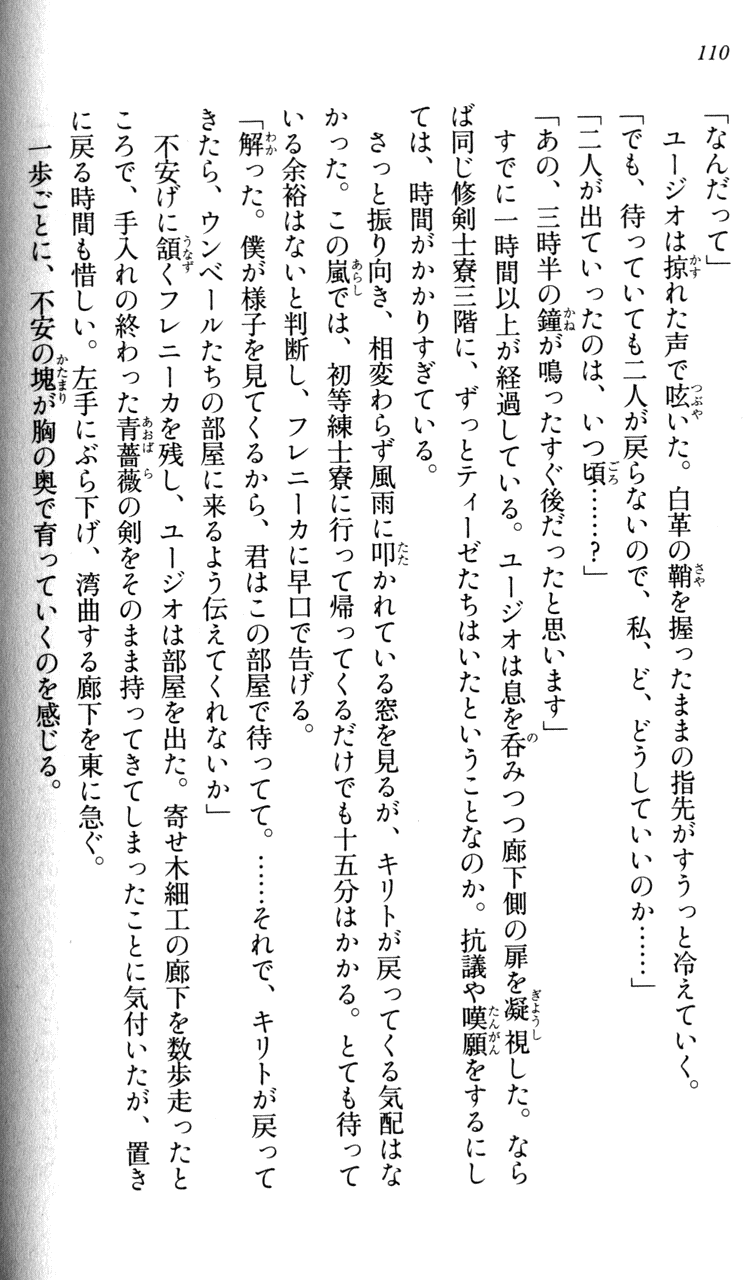 110
「なんだって」
ユージオは掠れた声で呟いた。白革の鞘を握ったままの指先がすうっと冷えていく。
「でも、待っていても二人が戻らないので、私、ど、どうしていいのか……」
「二人が出ていったのは、いつ頃……？」
「あの、三時半の鐘が鳴ったすぐ後だったと思います」
すでに一時間以上が経過している。ユージオは息を呑みつつ廊下側の扉を凝視した。なら
ば同じ修剣士寮三階に、ずっとティーゼたちはいたということなのか。抗議や嘆願をするにし
ては、時間がかかりすぎている。
さっと振り向き、相変わらず風雨に叩かれている窓を見るが、キリトが戻ってくる気配はな
かった。この嵐では、初等練士寮に行って帰ってくるだけでも十五分はかかる。とても待って
いる余裕はないと判断し、フレニーカに早口で告げる。
「解った。僕が様子を見てくるから、君はこの部屋で待ってて。……それで、キリトが戻って
きたら、ウンベールたちの部屋に来るよう伝えてくれないか」
不安げに頷くフレニーカを残し、ユージオは部屋を出た。寄せ木細工の廊下を数歩走ったと
ころで、手入れの終わった青薔薇の剣をそのまま持ってきてしまったことに気付いたが、置き
に戻る時間も惜しい。左手にぶら下げ、湾曲する廊下を東に急ぐ。
一歩ごとに、不安の塊が胸の奥で育っていくのを感じる。